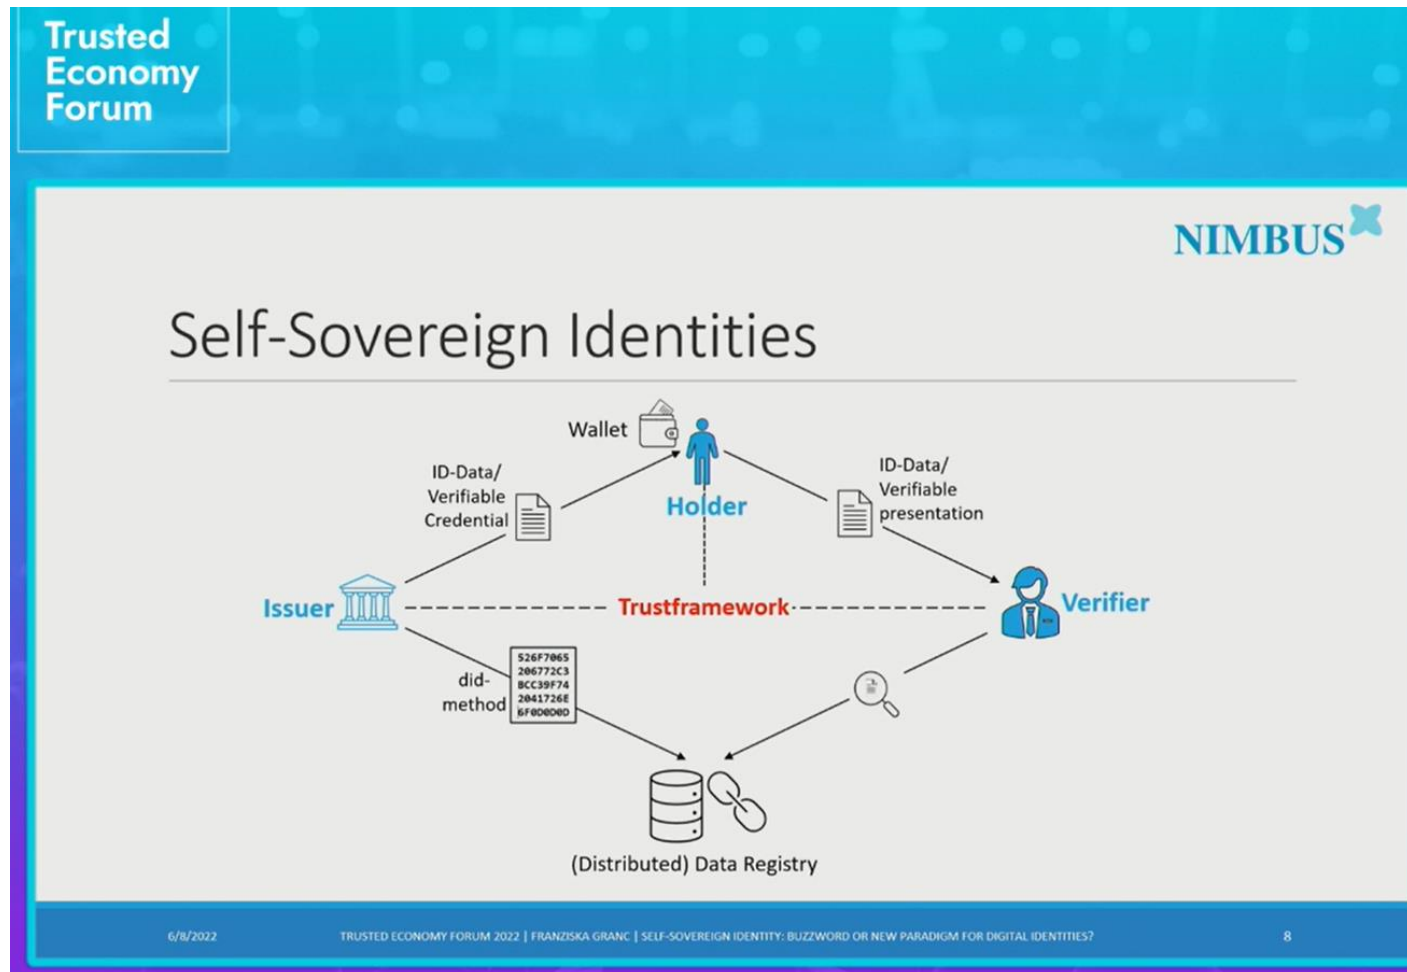 Trusted
Economy
Forum
NIMBUS
Self-Sovereign Identities
Wallet
ID-Data/
Verifiable
Credential
Holder
ID-Data/
Verifiable
presentation
Issuer
Trustframework
Verifier
did-
method
526F7065
206772C3
BCC39F74
2041726E
6F0D0D0D
(Distributed) Data Registry
6/8/2022
TRUSTED ECONOMY FORUM 2022 | FRANZISKA GRANC | SELF-SOVEREIGN IDENTITY: BUZZWORD OR NEW PARADIGM FOR DIGITAL IDENTITIES?
8